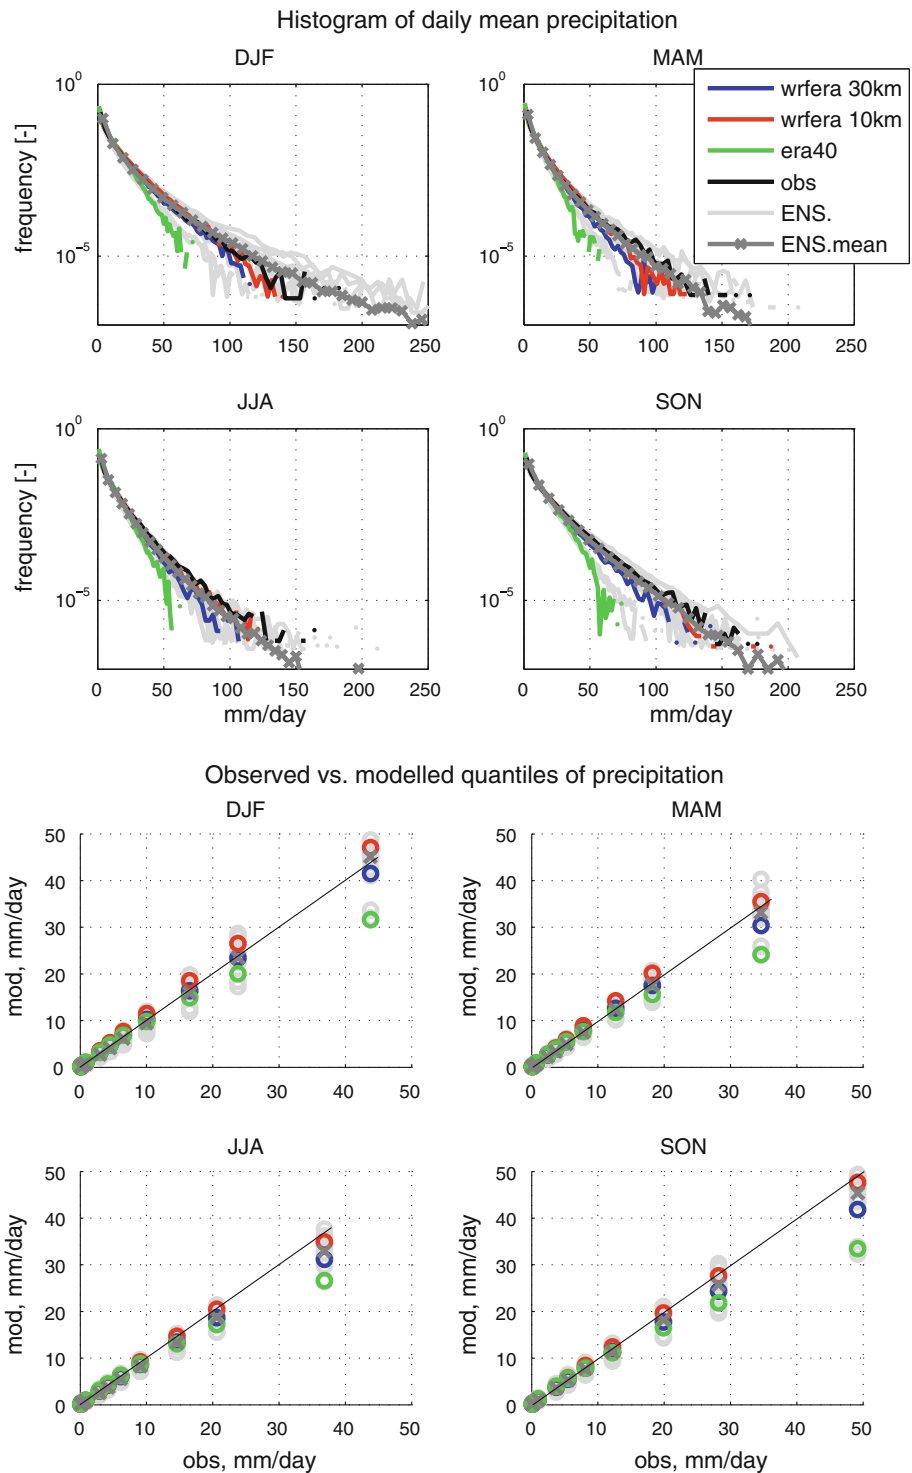 Histogram of daily mean precipitation
DJF
MAM
wrfera 30km
wrfera 10km
era40
obs
ENS.
ENS.mean
frequency [-]
10^0
10^-5
0 50 100 150 200 250
10^0
10^-5
0 50 100 150 200 250
JJA
SON
frequency [-]
10^0
10^-5
0 50 100 150 200 250
mm/day
10^0
10^-5
0 50 100 150 200 250
mm/day
Observed vs. modelled quantiles of precipitation
DJF
MAM
mod, mm/day
50
40
30
20
10
0
0 10 20 30 40 50
mod, mm/day
50
40
30
20
10
0
0 10 20 30 40 50
JJA
SON
mod, mm/day
50
40
30
20
10
0
0 10 20 30 40 50
obs, mm/day
mod, mm/day
50
40
30
20
10
0
0 10 20 30 40 50
obs, mm/day